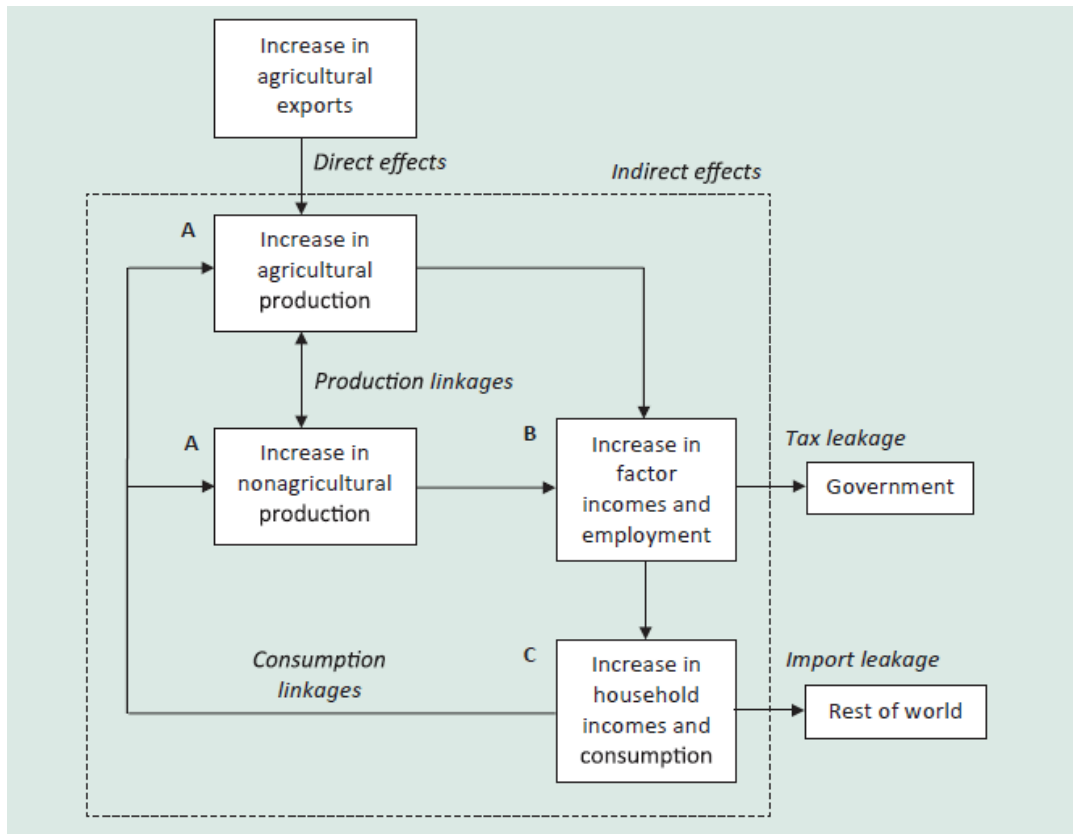 Increase in
agricultural
exports
Direct effects
Indirect effects
A
Increase in
agricultural
production
Production linkages
A
Increase in
nonagricultural
production
B
Increase in
factor
incomes and
employment
Tax leakage
Government
Consumption
linkages
C
Increase in
household
incomes and
consumption
Import leakage
Rest of world